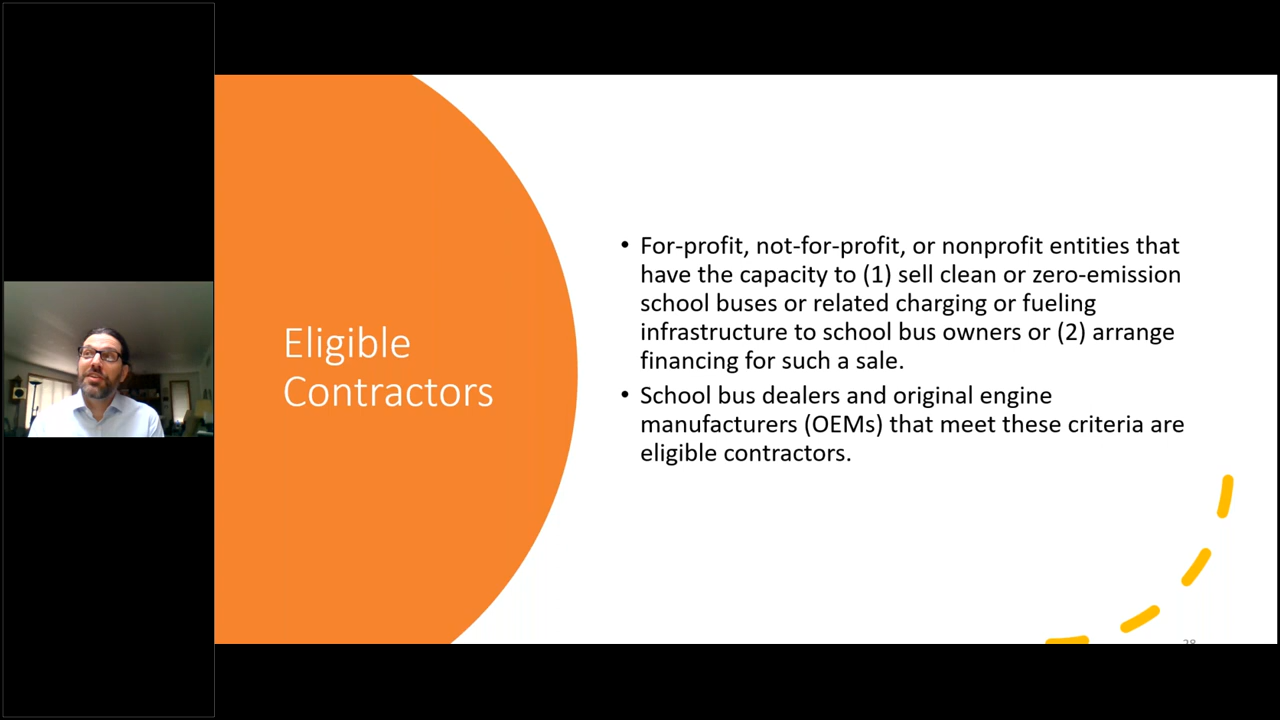 Eligible
Contractors
• For-profit, not-for-profit, or nonprofit entities that
have the capacity to (1) sell clean or zero-emission
school buses or related charging or fueling
infrastructure to school bus owners or (2) arrange
financing for such a sale.
• School bus dealers and original engine
manufacturers (OEMs) that meet these criteria are
eligible contractors.